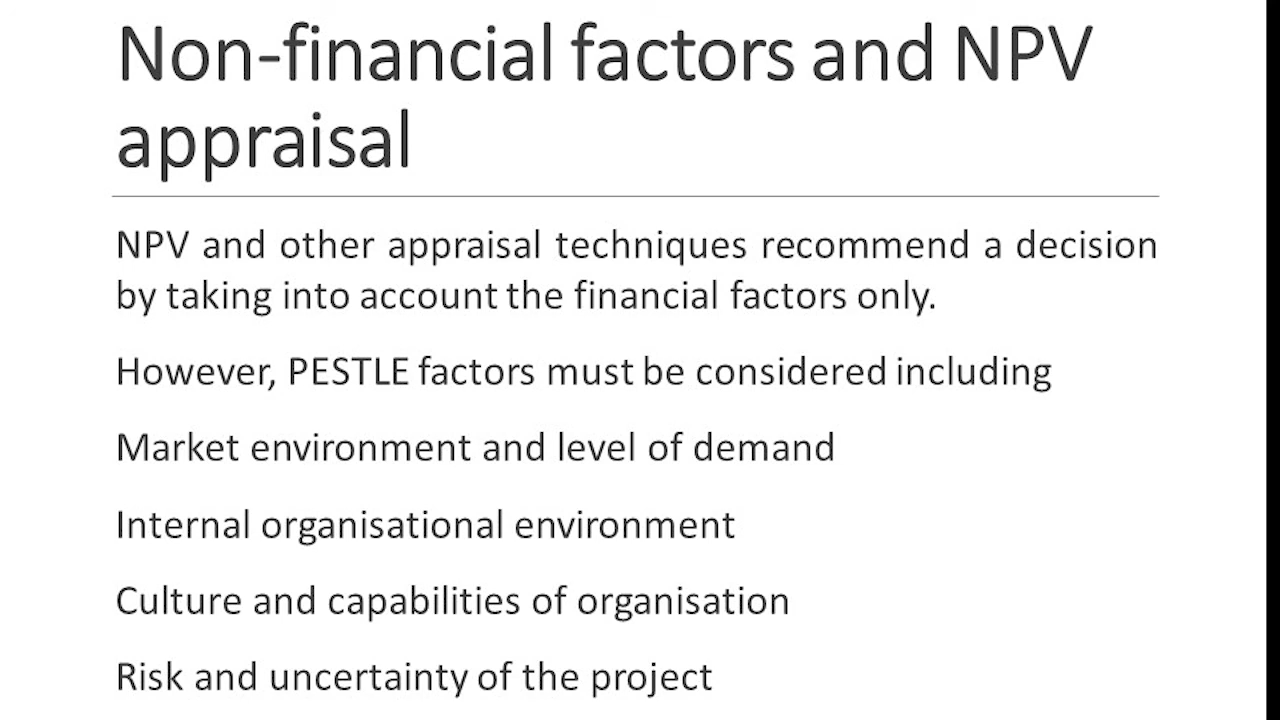 Non-financial factors and NPV
appraisal
NPV and other appraisal techniques recommend a decision
by taking into account the financial factors only.
However, PESTLE factors must be considered including
Market environment and level of demand
Internal organisational environment
Culture and capabilities of organisation
Risk and uncertainty of the project